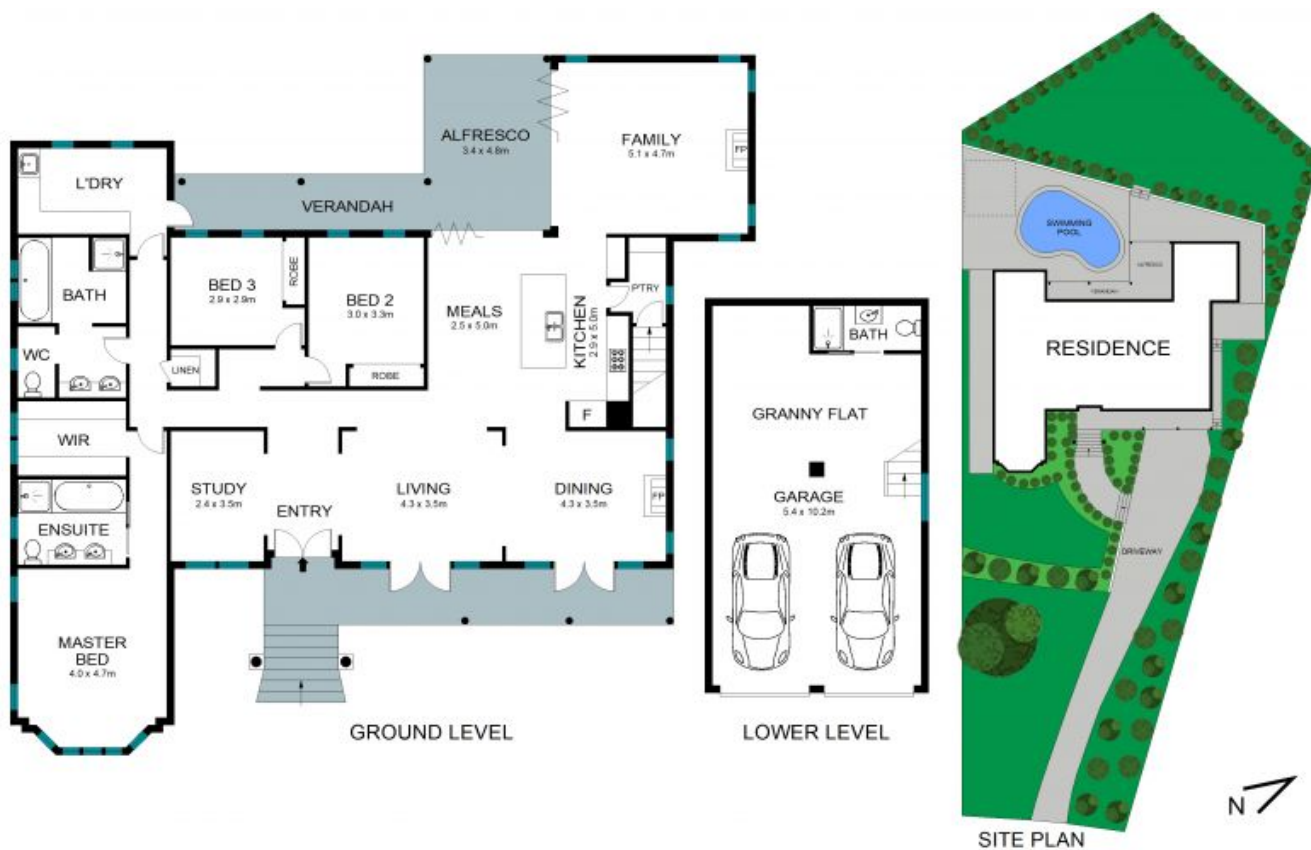 ALFRESCO
3.4 x 4.8m
FAMILY
5.1 x 4.7m
FP
L'DRY
VERANDAH
BED 3
2.9 x 2.9m
ROBE
BED 2
3.0 x 3.3m
ROBE
BATH
WC
LINEN
MEALS
2.5 x 5.0m
KITCHEN
2.9 x 5.0m
PTRY
F
WIR
STUDY
2.4 x 3.5m
ENTRY
LIVING
4.3 x 3.5m
DINING
4.3 x 3.5m
FP
ENSUITE
MASTER
BED
4.0 x 4.7m
GROUND LEVEL
BATH
GRANNY FLAT
GARAGE
5.4 x 10.2m
LOWER LEVEL
SWIMMING
POOL
ALFRESCO
VERANDAH
RESIDENCE
DRIVEWAY
N
SITE PLAN